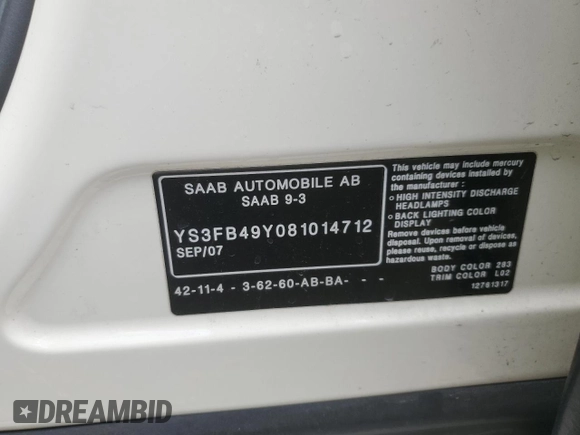 SAAB AUTOMOBILE AB
SAAB 9-3
YS3FB49Y081014712
SEP/07
42-11-4 - 3-62-60-AB-BA- - -
This vehicle may include mercury
containing devices installed by
the manufacturer :
o HIGH INTENSITY DISCHARGE
HEADLAMPS
o BACK LIGHTING COLOR
DISPLAY
Remove devices before vehicle
disposal. Upon removal of devices
please reuse, recycle or dispose as
hazardous waste.
BODY COLOR 283
TRIM COLOR L02
12761317
DREAMBID